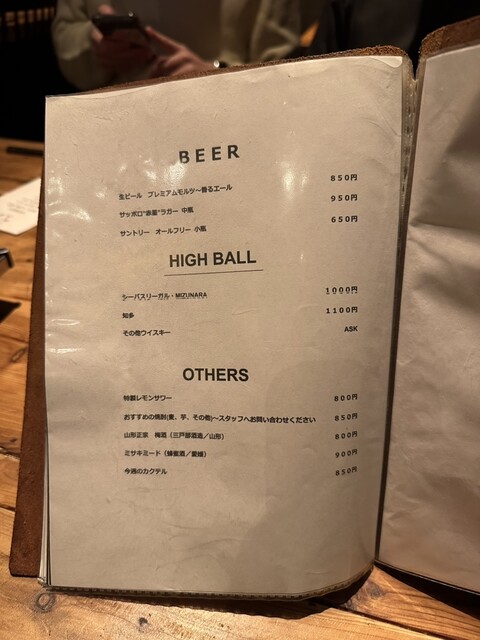 BEER
生ビール プレミアムモルツ〜香るエール 850円
サッポロ"赤星"ラガー 中瓶 950円
サントリー オールフリー 小瓶 650円
HIGH BALL
シーバスリーガル・MIZUNARA 1000円
知多 1100円
その他ウイスキー ASK
OTHERS
特製レモンサワー 800円
おすすめの焼酎(麦、芋、その他)〜スタッフへお問い合わせください 850円
山形正宗 梅酒（三戸部酒造／山形） 800円
ミサキミード（蜂蜜酒／愛媛） 900円
今週のカクテル 850円